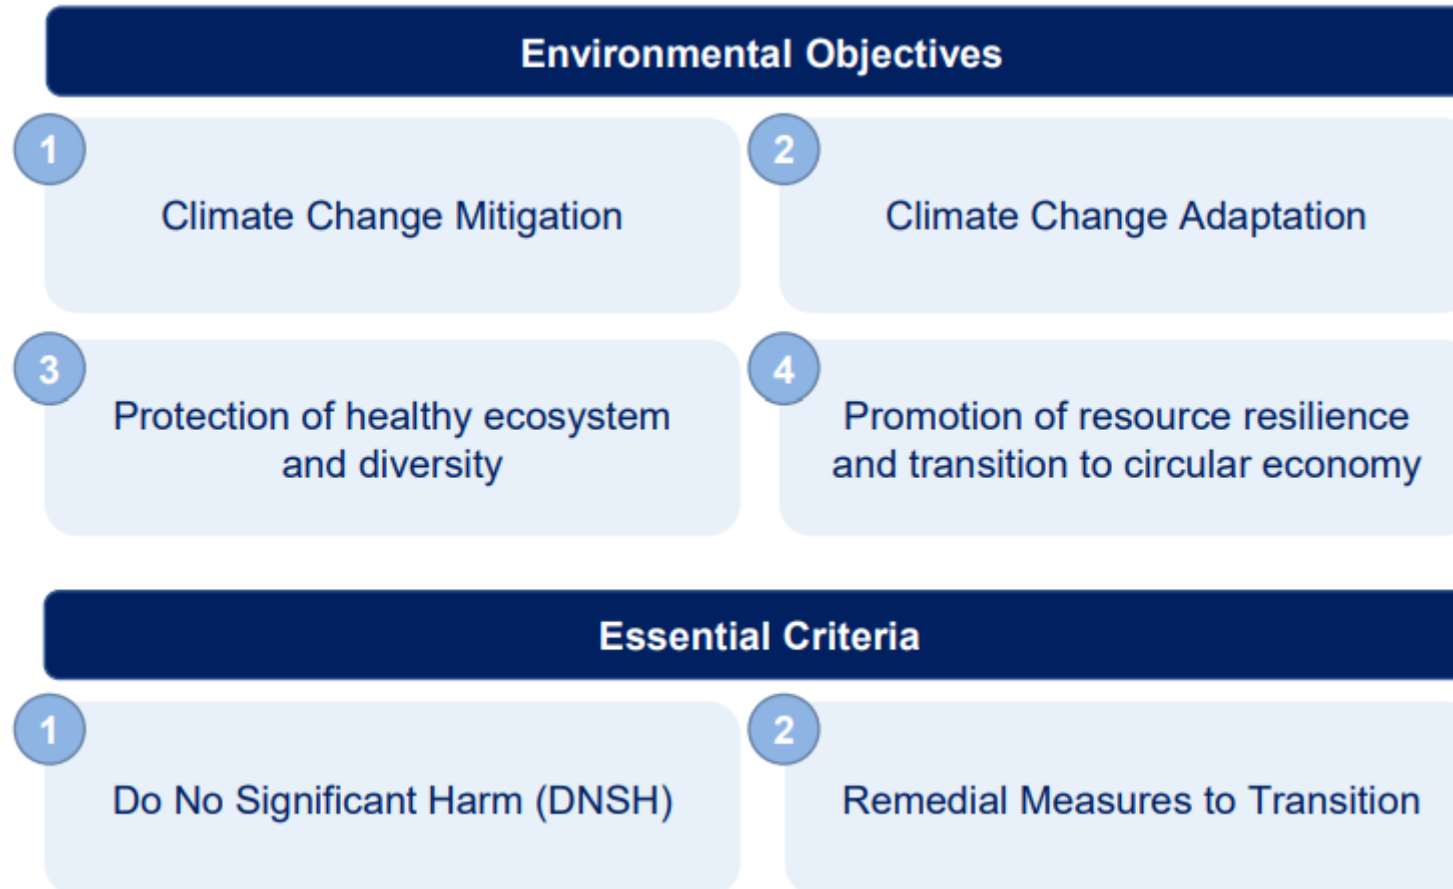 Environmental Objectives
1
Climate Change Mitigation
2
Climate Change Adaptation
3
Protection of healthy ecosystem
and diversity
4
Promotion of resource resilience
and transition to circular economy
Essential Criteria
1
Do No Significant Harm (DNSH)
2
Remedial Measures to Transition